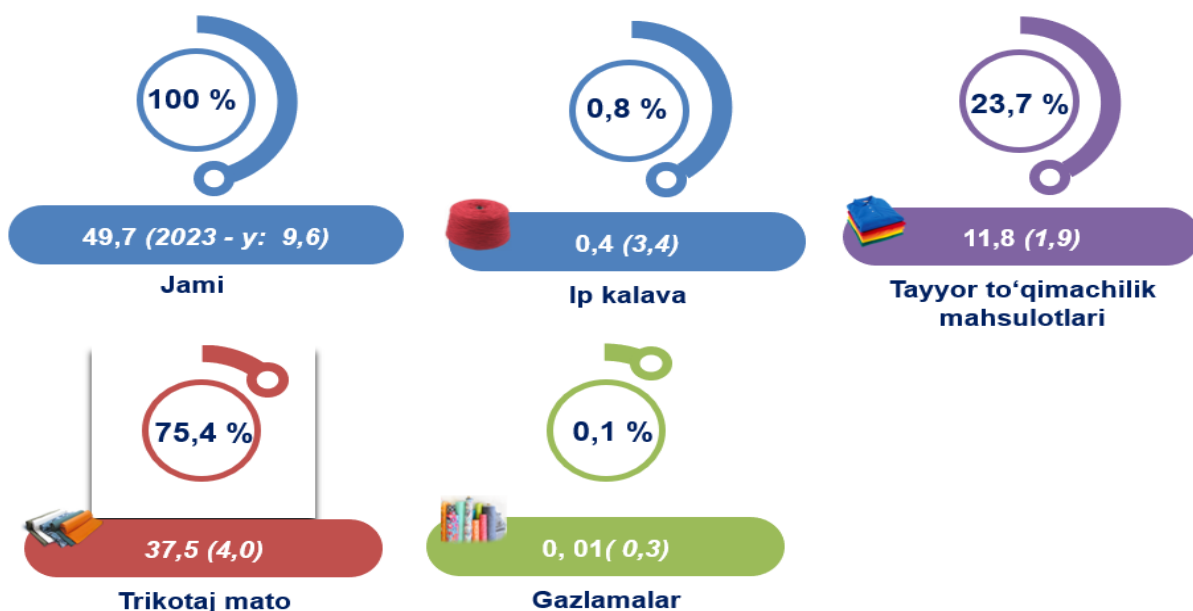 100 %
49,7 (2023 - y: 9,6)
Jami
0,8 %
0,4 (3,4)
Ip kalava
23,7 %
11,8 (1,9)
Tayyor to‘qimachilik
mahsulotlari
75,4 %
37,5 (4,0)
Trikotaj mato
0,1 %
0, 01( 0,3)
Gazlamalar